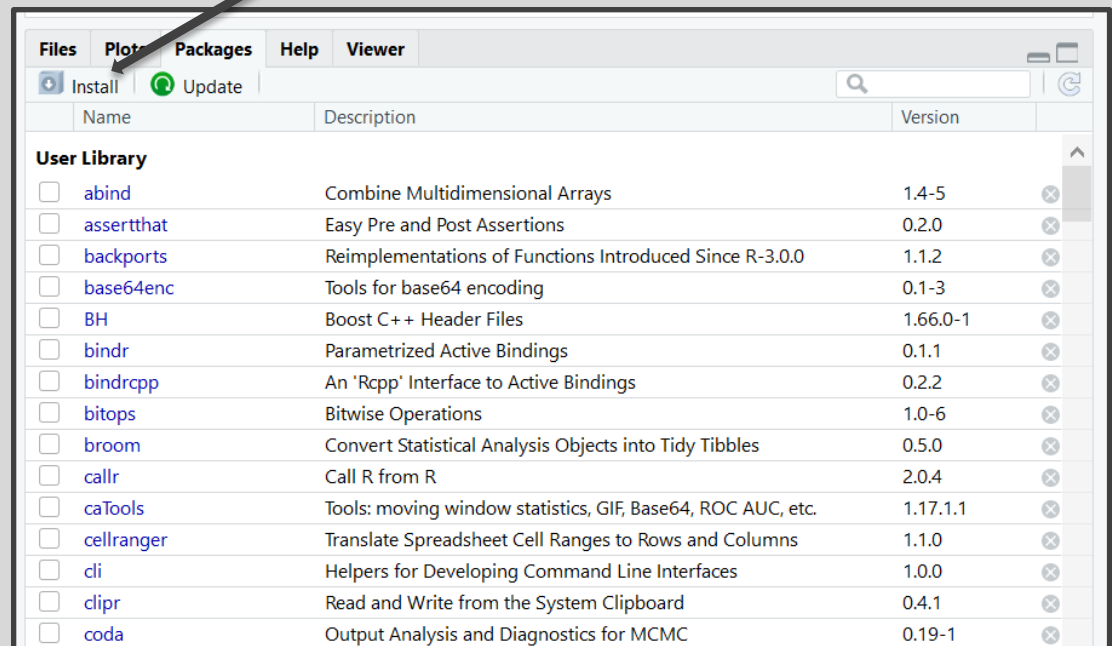 Files Plots Packages Help Viewer
Install Update
Name Description Version
User Library
abind Combine Multidimensional Arrays 1.4-5
assertthat Easy Pre and Post Assertions 0.2.0
backports Reimplementations of Functions Introduced Since R-3.0.0 1.1.2
base64enc Tools for base64 encoding 0.1-3
BH Boost C++ Header Files 1.66.0-1
bindr Parametrized Active Bindings 0.1.1
bindrcpp An 'Rcpp' Interface to Active Bindings 0.2.2
bitops Bitwise Operations 1.0-6
broom Convert Statistical Analysis Objects into Tidy Tibbles 0.5.0
callr Call R from R 2.0.4
caTools Tools: moving window statistics, GIF, Base64, ROC AUC, etc. 1.17.1.1
cellranger Translate Spreadsheet Cell Ranges to Rows and Columns 1.1.0
cli Helpers for Developing Command Line Interfaces 1.0.0
clipr Read and Write from the System Clipboard 0.4.1
coda Output Analysis and Diagnostics for MCMC 0.19-1